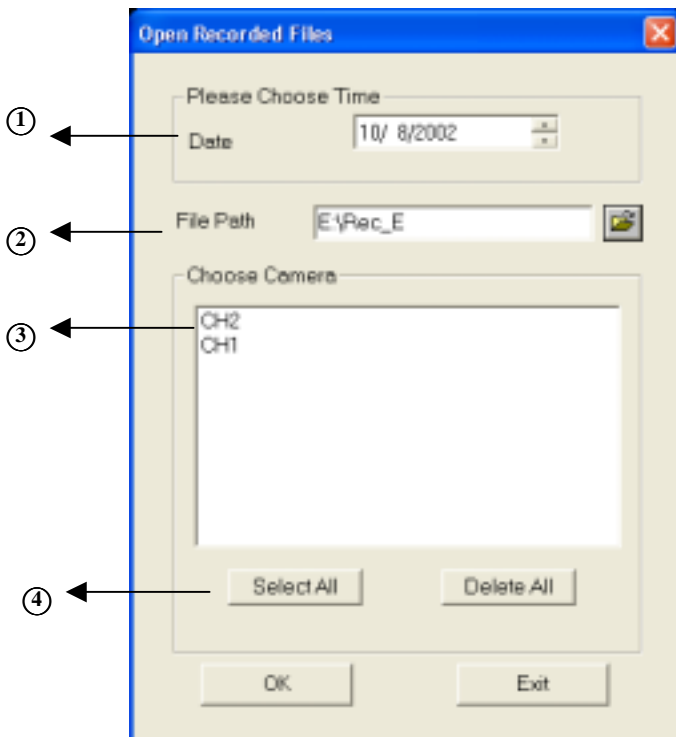 Open Recorded Files
Please Choose Time
① Date 10/ 8/2002
② File Path E:\Rec_E
Choose Camera
③ CH2
CH1
④ Select All Delete All
OK Exit